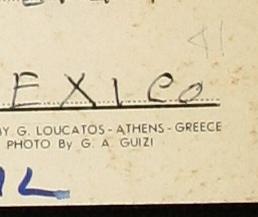 EXICO
BY G. LOUCATOS - ATHENS - GREECE
PHOTO By G. A. GUIZI